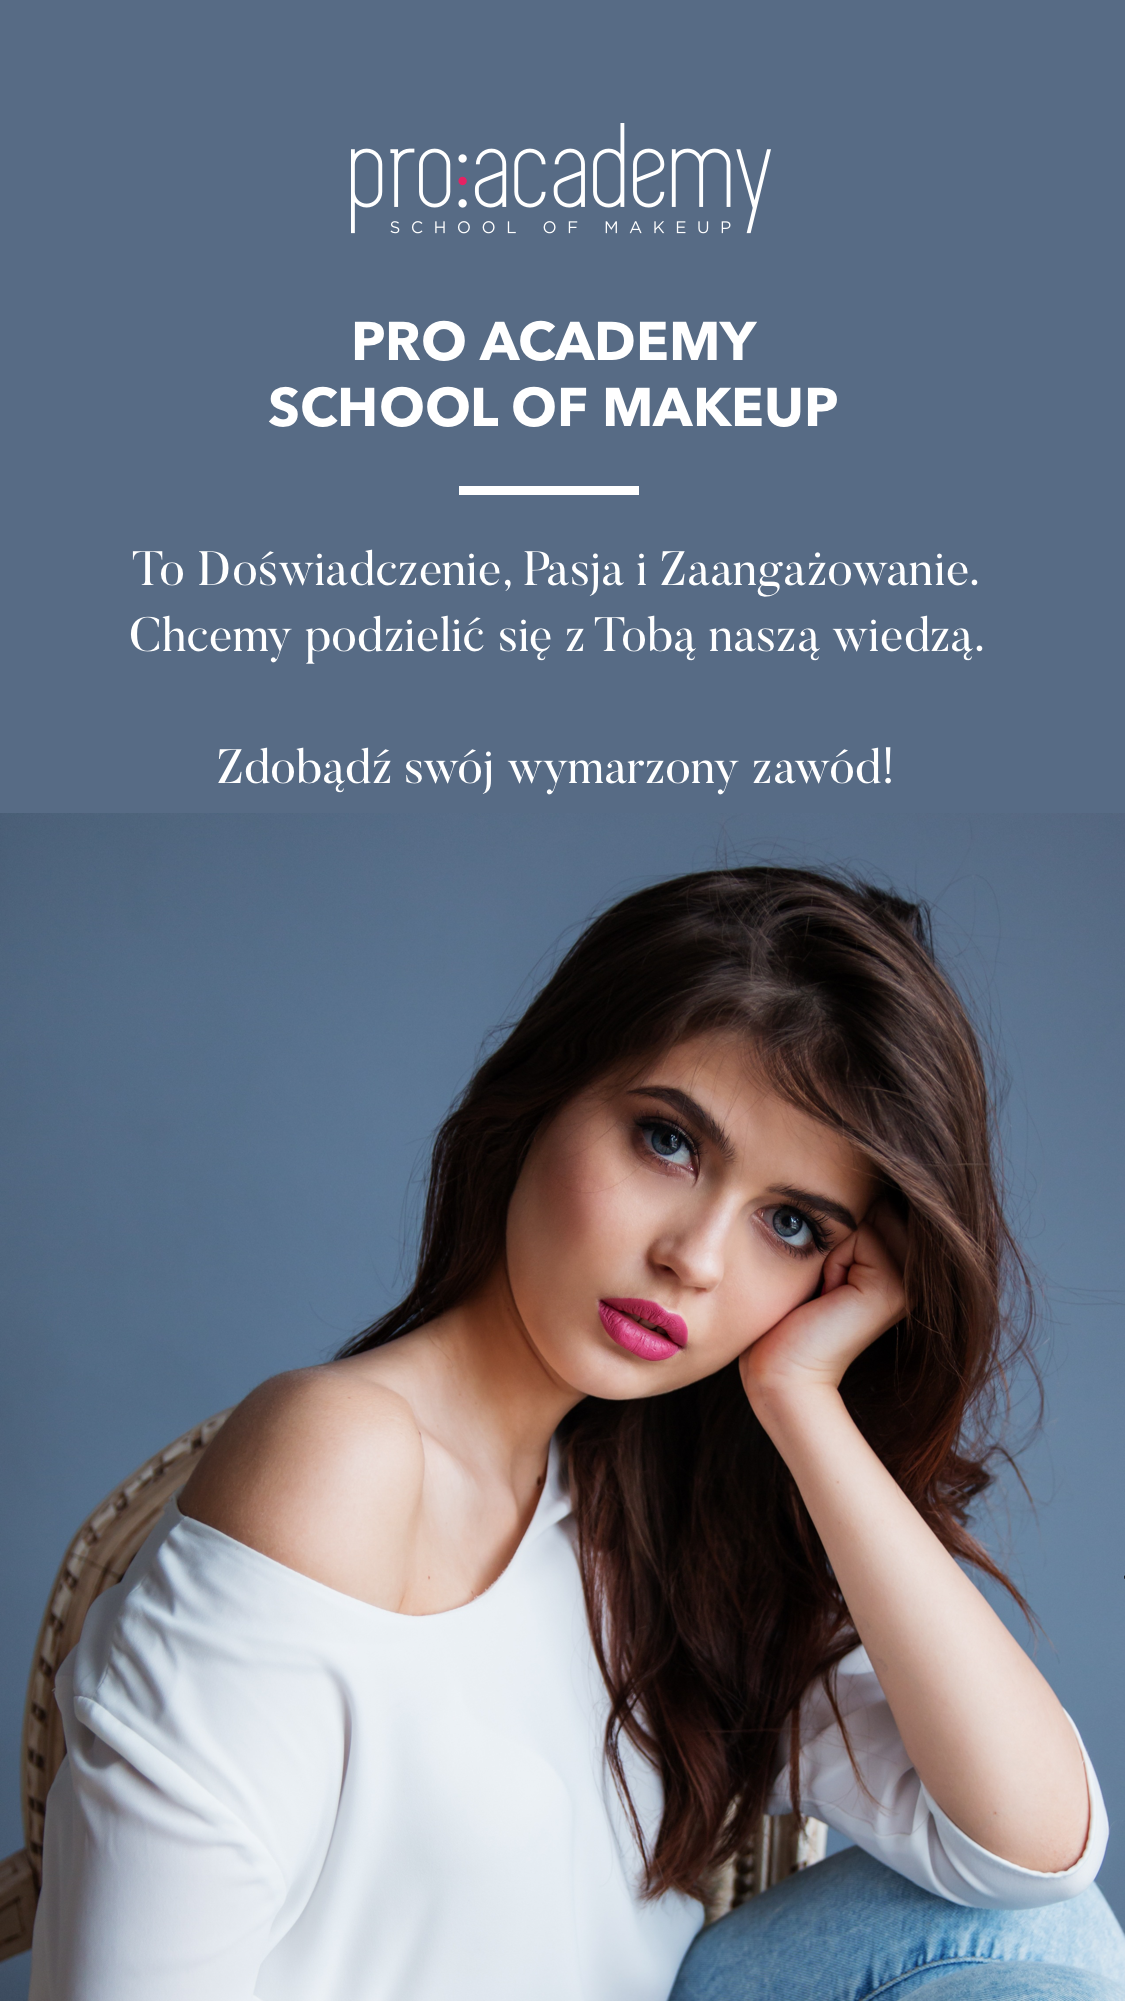 pro:academy
SCHOOL OF MAKEUP
PRO ACADEMY
SCHOOL OF MAKEUP
To Doświadczenie, Pasja i Zaangażowanie.
Chcemy podzielić się z Tobą naszą wiedzą.
Zdobądź swój wymarzony zawód!